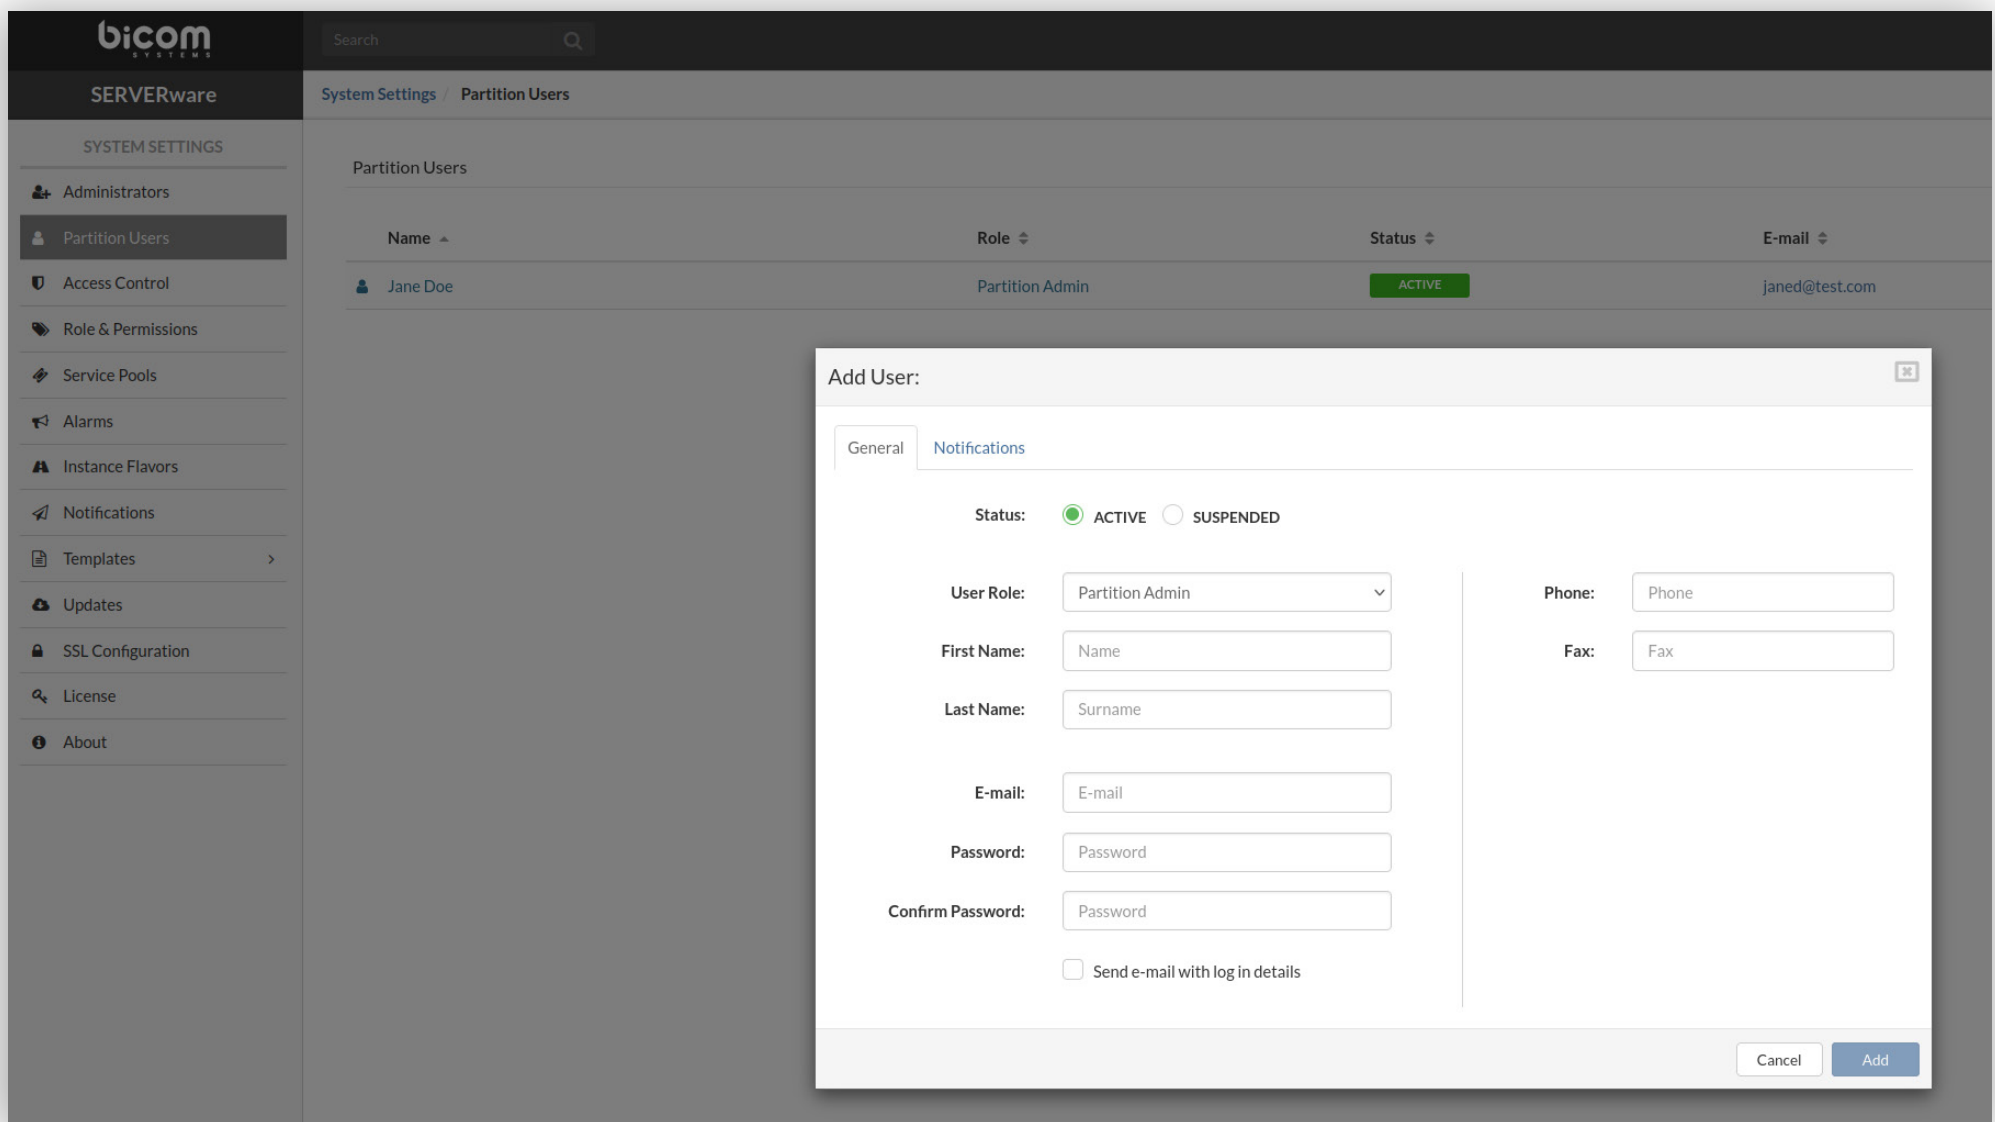 bicom
SYSTEMS
Search
SERVERware
System Settings / Partition Users
SYSTEM SETTINGS
Administrators
Partition Users
Access Control
Role & Permissions
Service Pools
Alarms
Instance Flavors
Notifications
Templates
Updates
SSL Configuration
License
About
Partition Users
Name Role Status E-mail
Jane Doe Partition Admin ACTIVE janed@test.com
Add User:
General Notifications
Status: ACTIVE SUSPENDED
User Role: Partition Admin
First Name: Name
Last Name: Surname
E-mail: E-mail
Password: Password
Confirm Password: Password
Send e-mail with log in details
Phone: Phone
Fax: Fax
Cancel Add